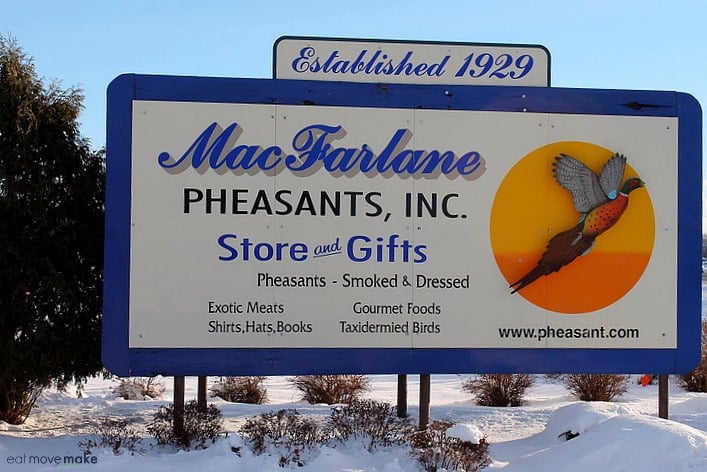 Established 1929
MacFarlane
PHEASANTS, INC.
Store and Gifts
Pheasants - Smoked & Dressed
Exotic Meats Gourmet Foods
Shirts,Hats,Books Taxidermied Birds
www.pheasant.com
eat move make